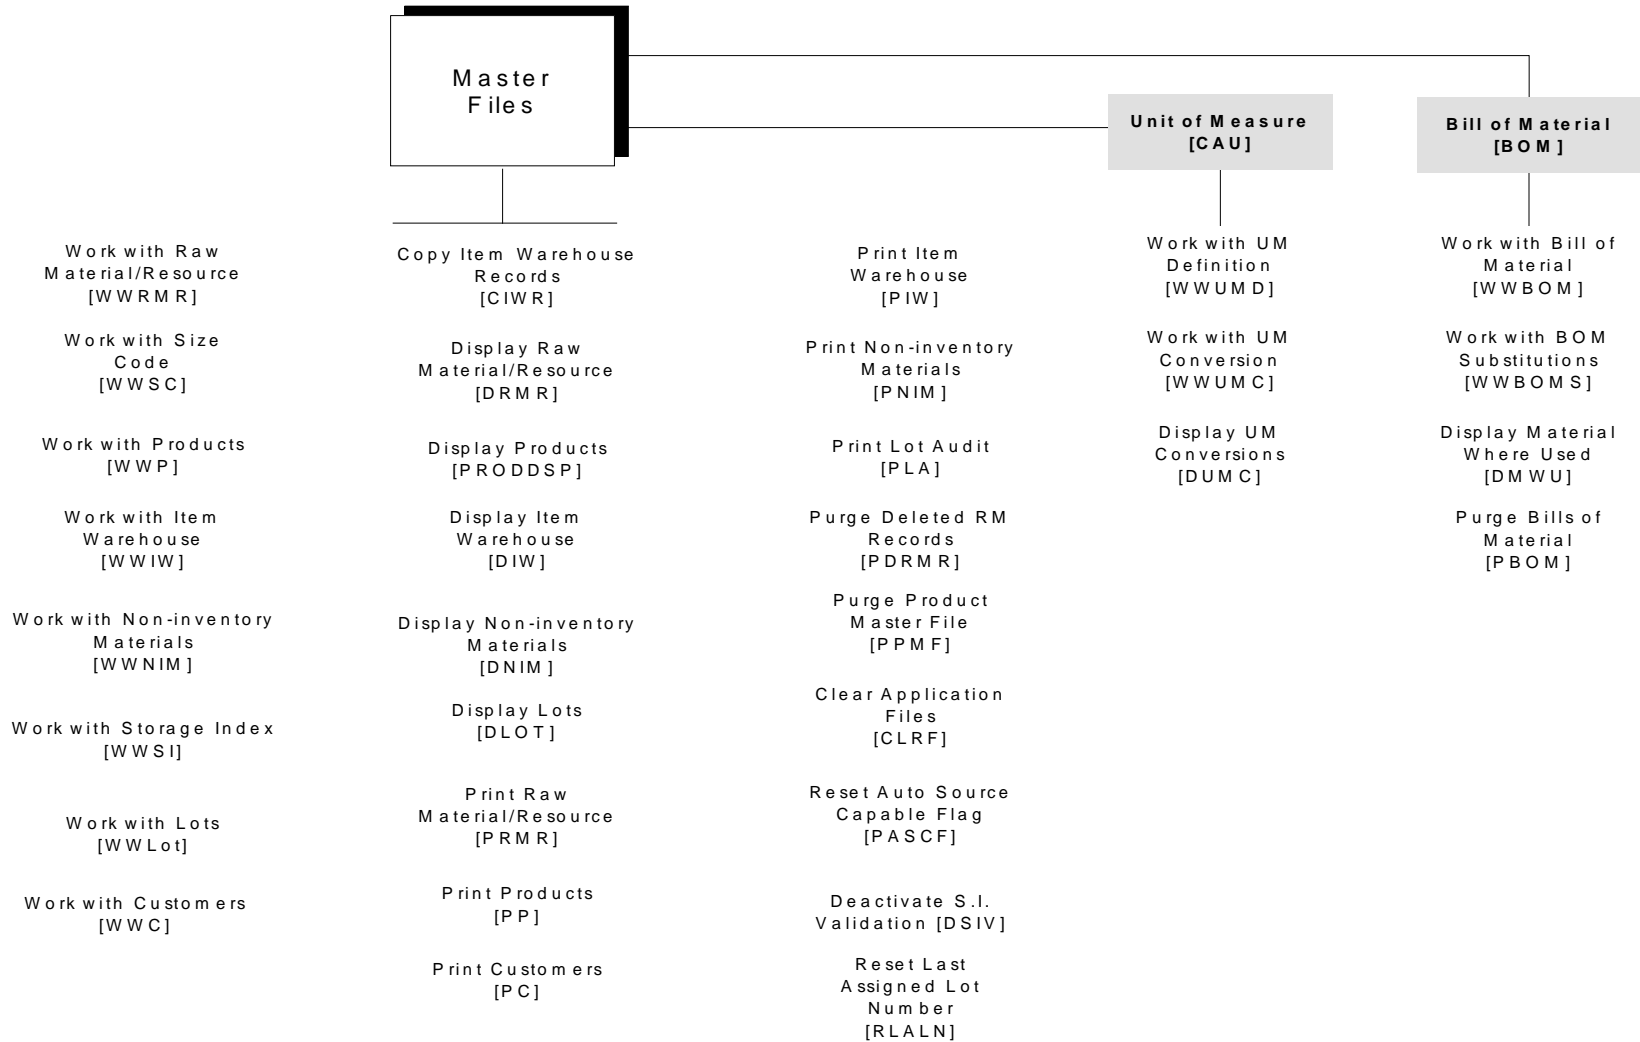 Master
Files
Unit of Measure
[CAU]
Bill of Material
[BOM]
Work with Raw
Material/Resource
[WWRMR]
Work with Size
Code
[WWSC]
Work with Products
[WWP]
Work with Item
Warehouse
[WWIW]
Work with Non-inventory
Materials
[WWNIM]
Work with Storage Index
[WWSI]
Work with Lots
[WWLot]
Work with Customers
[WWC]
Copy Item Warehouse
Records
[CIWR]
Display Raw
Material/Resource
[DRMR]
Display Products
[PRODDSP]
Display Item
Warehouse
[DIW]
Display Non-inventory
Materials
[DNIM]
Display Lots
[DLOT]
Print Raw
Material/Resource
[PRMR]
Print Products
[PP]
Print Customers
[PC]
Print Item
Warehouse
[PIW]
Print Non-inventory
Materials
[PNIM]
Print Lot Audit
[PLA]
Purge Deleted RM
Records
[PDRMR]
Purge Product
Master File
[PPMF]
Clear Application
Files
[CLRF]
Reset Auto Source
Capable Flag
[PASCF]
Deactivate S.I.
Validation [DSIV]
Reset Last
Assigned Lot
Number
[RLALN]
Work with UM
Definition
[WWUMD]
Work with UM
Conversion
[WWUMC]
Display UM
Conversions
[DUMC]
Work with Bill of
Material
[WWBOM]
Work with BOM
Substitutions
[WWBOMS]
Display Material
Where Used
[DMWU]
Purge Bills of
Material
[PBOM]